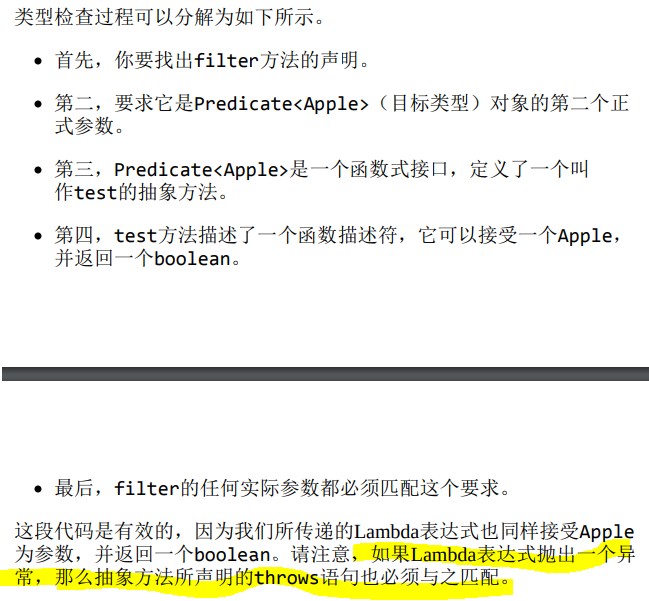 类型检查过程可以分解为如下所示。
• 首先，你要找出filter方法的声明。
• 第二，要求它是Predicate<Apple>（目标类型）对象的第二个正
式参数。
• 第三，Predicate<Apple>是一个函数式接口，定义了一个叫
作test的抽象方法。
• 第四，test方法描述了一个函数描述符，它可以接受一个Apple，
并返回一个boolean。
• 最后，filter的任何实际参数都必须匹配这个要求。
这段代码是有效的，因为我们所传递的Lambda表达式也同样接受Apple
为参数，并返回一个boolean。请注意，如果Lambda表达式抛出一个异
常，那么抽象方法所声明的throws语句也必须与之匹配。